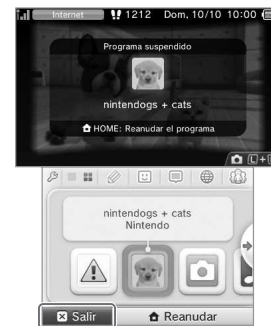 Internet 1212 Dom, 10/10 10:00
Programa suspendido
nintendogs + cats
HOME: Reanudar el programa
nintendogs + cats
Nintendo
Salir Reanudar